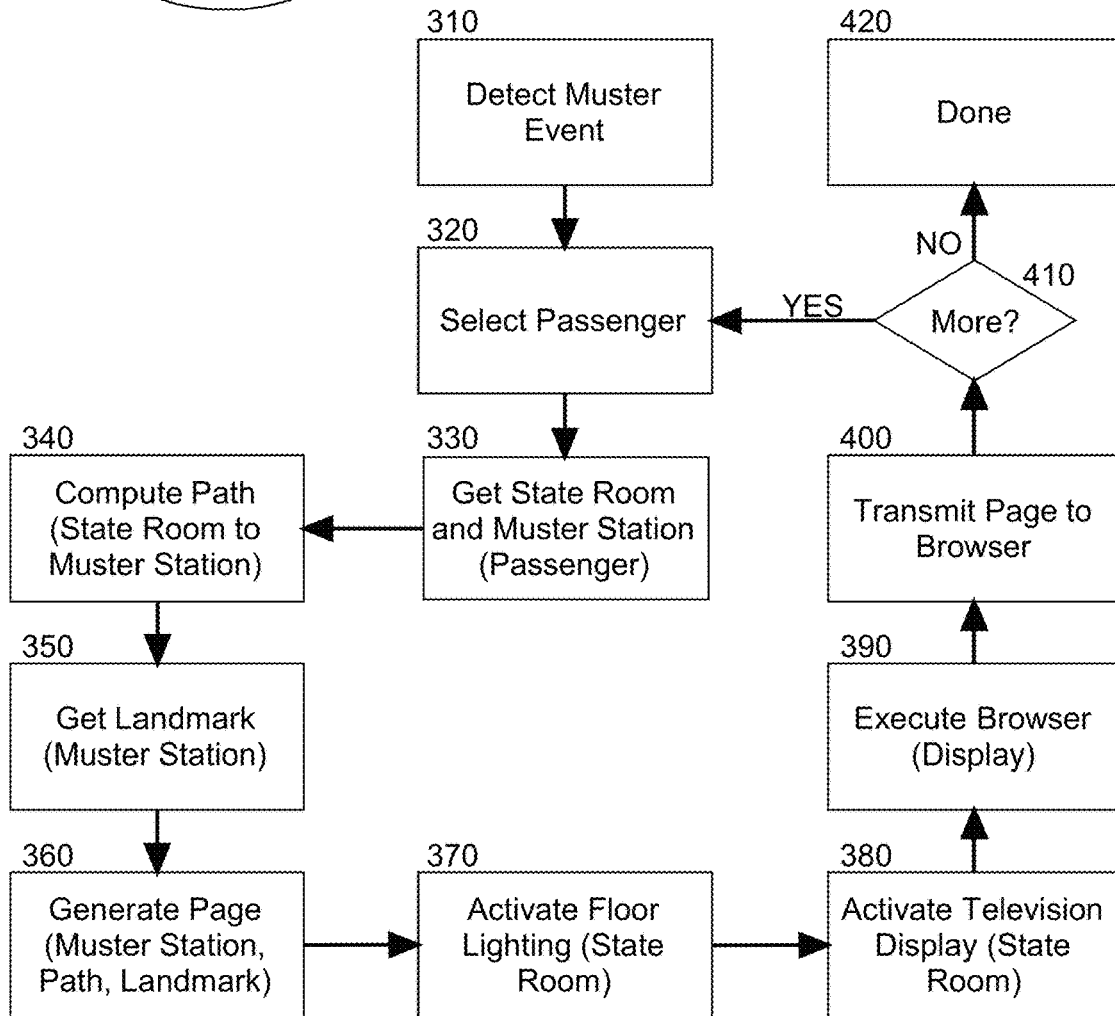 310
Detect Muster
Event
420
Done
320
Select Passenger
YES
NO
410
More?
330
Get State Room
and Muster Station
(Passenger)
340
Compute Path
(State Room to
Muster Station)
400
Transmit Page to
Browser
350
Get Landmark
(Muster Station)
390
Execute Browser
(Display)
360
Generate Page
(Muster Station,
Path, Landmark)
370
Activate Floor
Lighting (State
Room)
380
Activate Television
Display (State
Room)